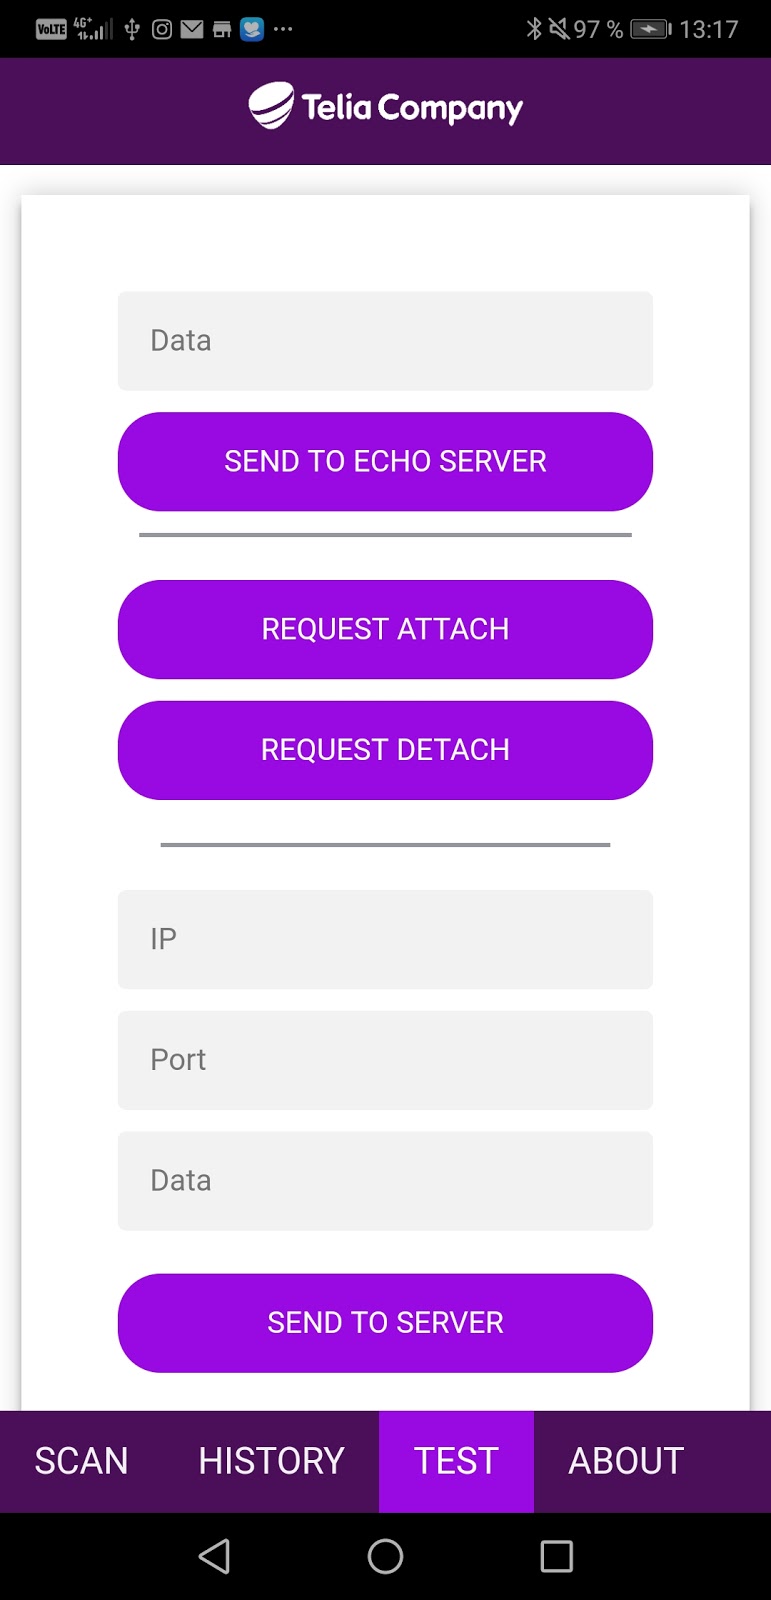 VoLTE 4G+ 97 % 13:17
Telia Company
Data
SEND TO ECHO SERVER
REQUEST ATTACH
REQUEST DETACH
IP
Port
Data
SEND TO SERVER
SCAN HISTORY TEST ABOUT